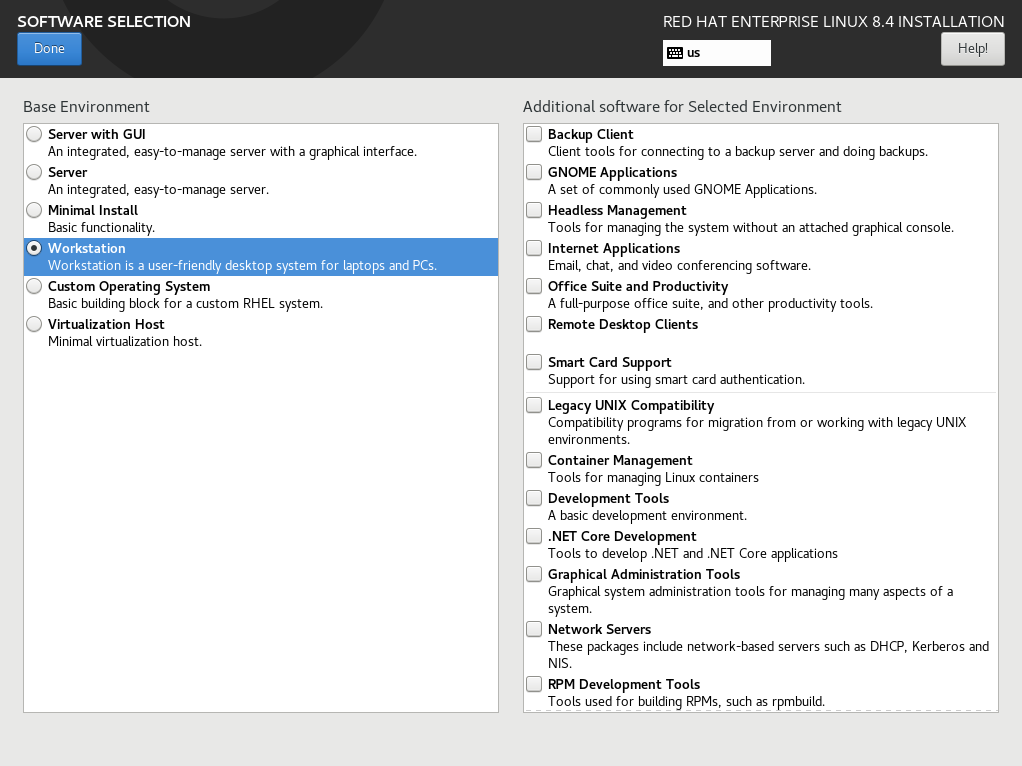 SOFTWARE SELECTION
RED HAT ENTERPRISE LINUX 8.4 INSTALLATION
Done
us
Help!
Base Environment
Server with GUI
An integrated, easy-to-manage server with a graphical interface.
Server
An integrated, easy-to-manage server.
Minimal Install
Basic functionality.
Workstation
Workstation is a user-friendly desktop system for laptops and PCs.
Custom Operating System
Basic building block for a custom RHEL system.
Virtualization Host
Minimal virtualization host.
Additional software for Selected Environment
Backup Client
Client tools for connecting to a backup server and doing backups.
GNOME Applications
A set of commonly used GNOME Applications.
Headless Management
Tools for managing the system without an attached graphical console.
Internet Applications
Email, chat, and video conferencing software.
Office Suite and Productivity
A full-purpose office suite, and other productivity tools.
Remote Desktop Clients
Smart Card Support
Support for using smart card authentication.
Legacy UNIX Compatibility
Compatibility programs for migration from or working with legacy UNIX
environments.
Container Management
Tools for managing Linux containers
Development Tools
A basic development environment.
.NET Core Development
Tools to develop .NET and .NET Core applications
Graphical Administration Tools
Graphical system administration tools for managing many aspects of a
system.
Network Servers
These packages include network-based servers such as DHCP, Kerberos and
NIS.
RPM Development Tools
Tools used for building RPMs, such as rpmbuild.